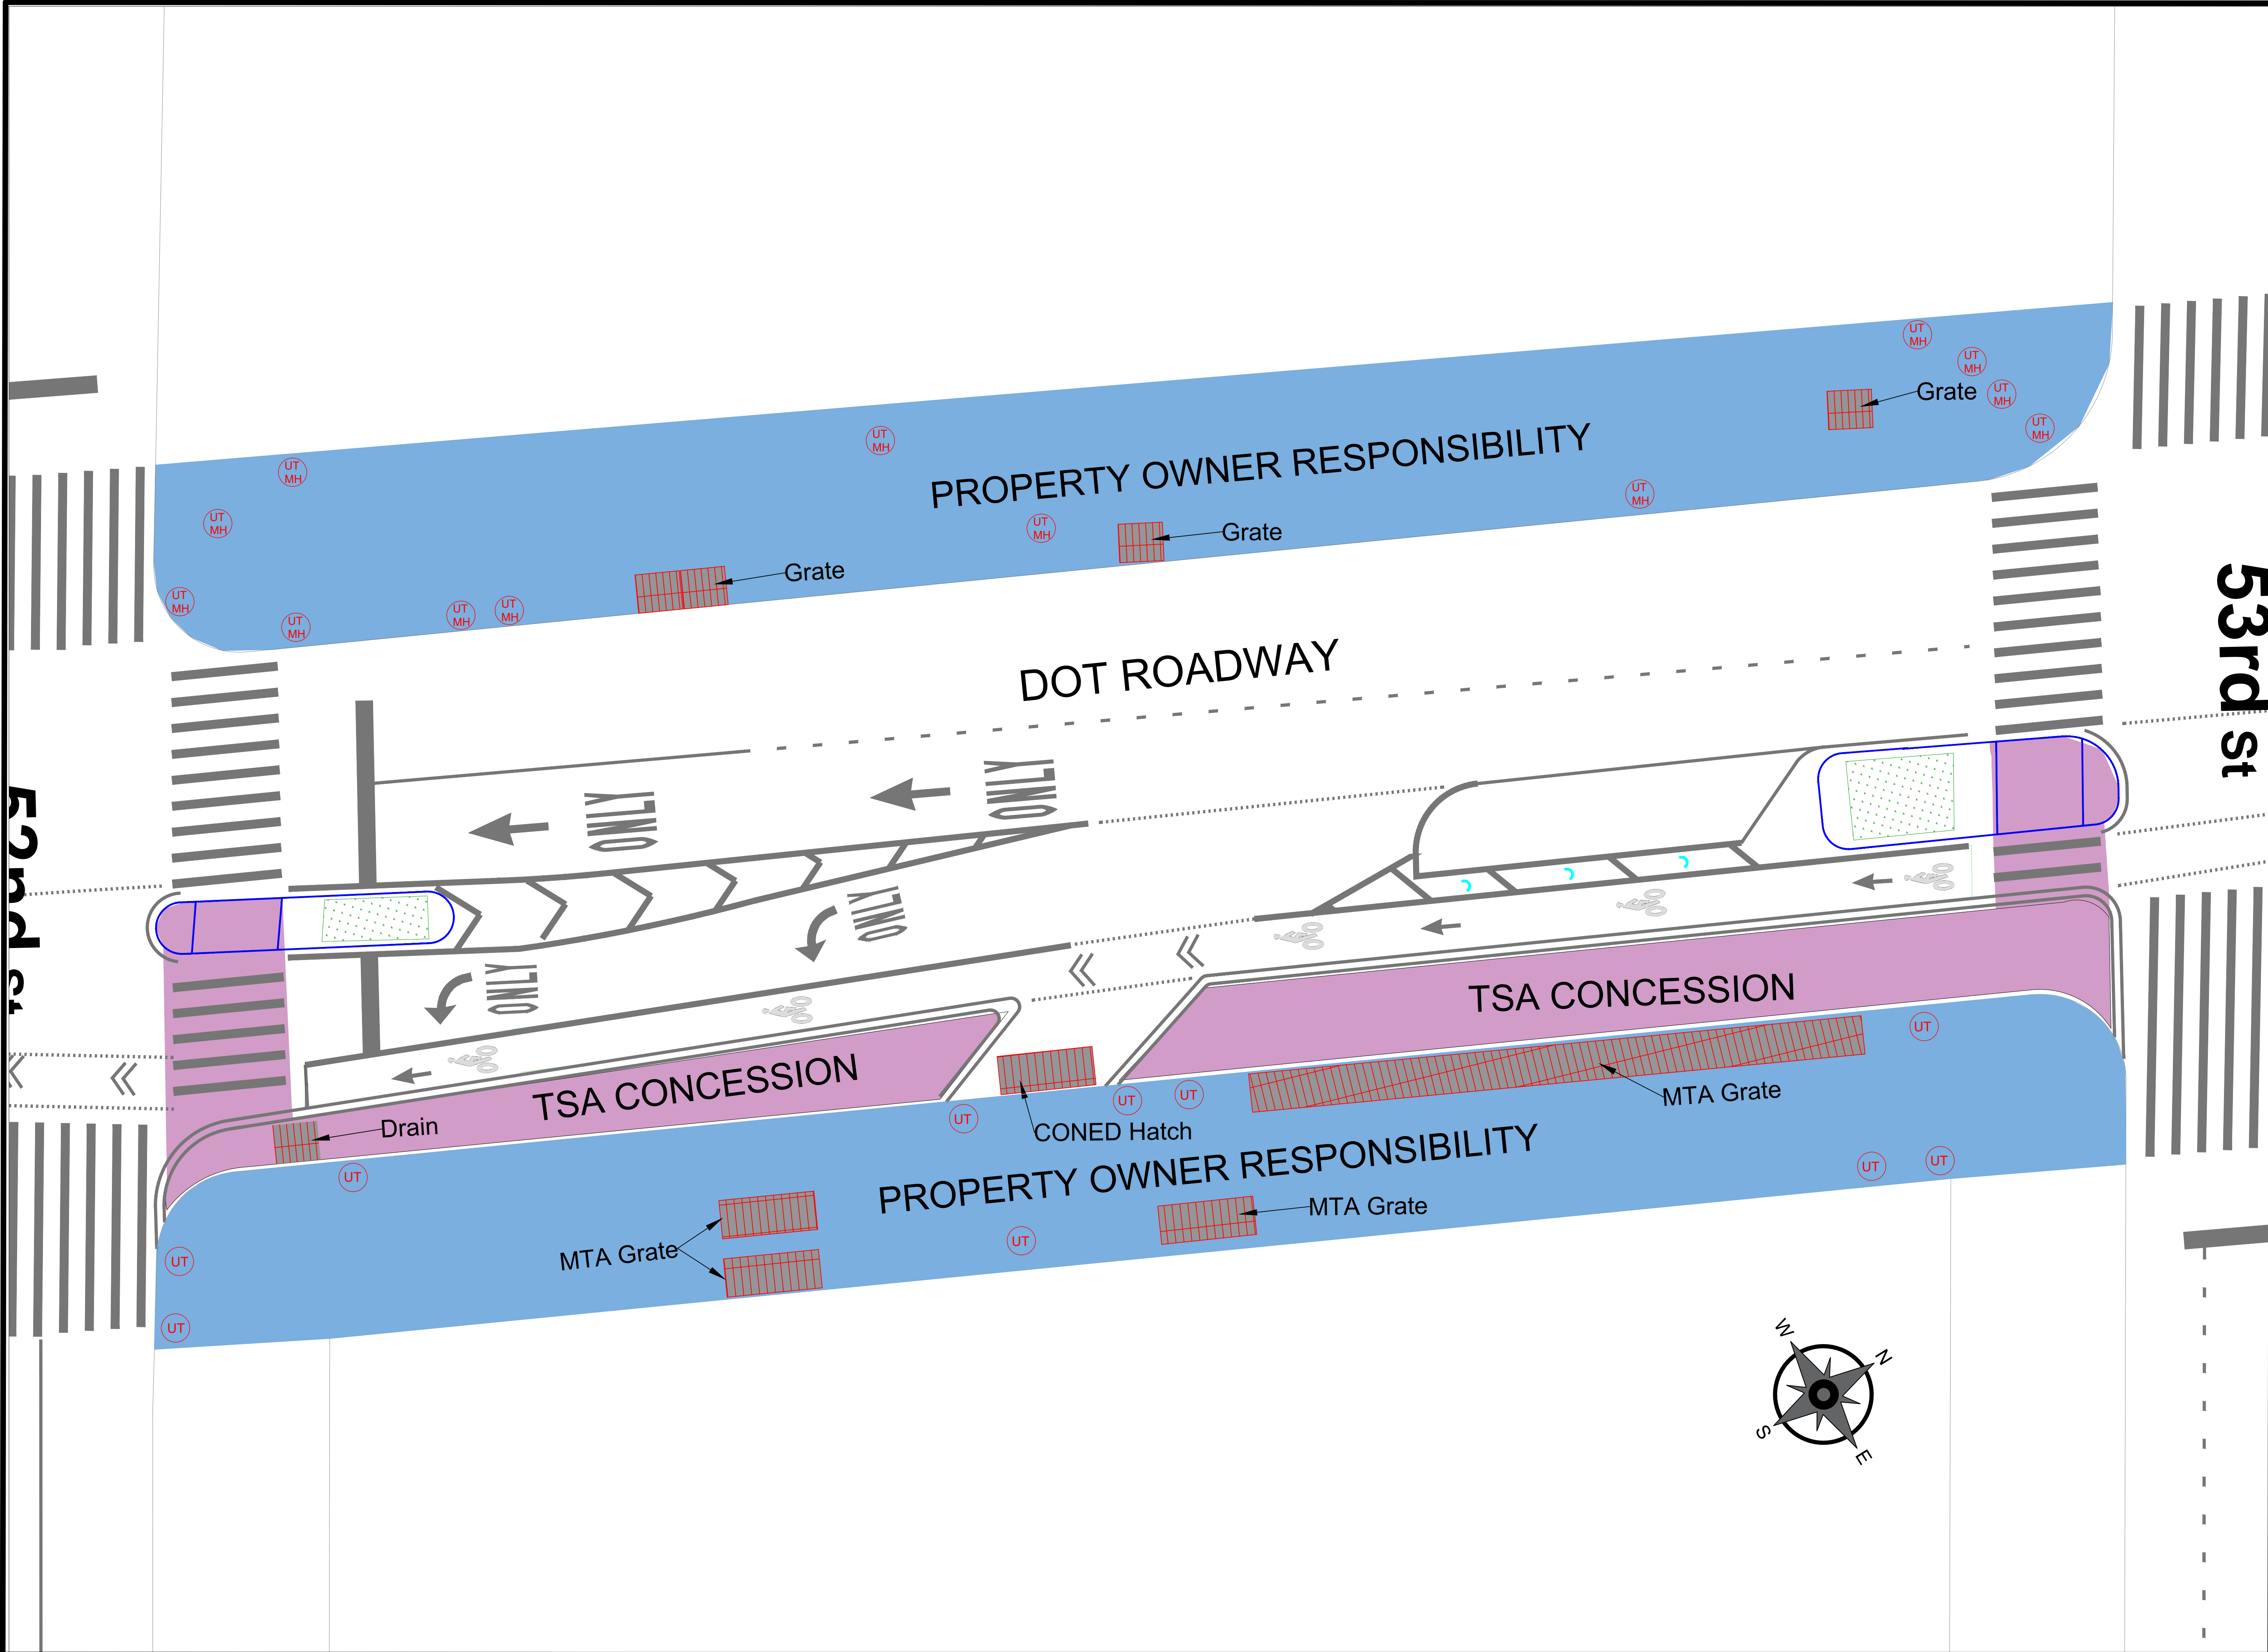 UT
MH
UT
MH
UT
MH
Grate
UT
MH
UT
MH
PROPERTY OWNER RESPONSIBILITY
UT
MH
UT
MH
UT
MH
UT
MH
Grate
Grate
UT
MH
UT
MH
UT
MH
UT
MH
53rd st
DOT ROADWAY
ONLY
ONLY
52nd st
ONLY
ONLY
TSA CONCESSION
UT
TSA CONCESSION
MTA Grate
UT
UT
UT
Drain
CONED Hatch
PROPERTY OWNER RESPONSIBILITY
UT
UT
UT
MTA Grate
UT
MTA Grate
UT
UT
W
N
S
E